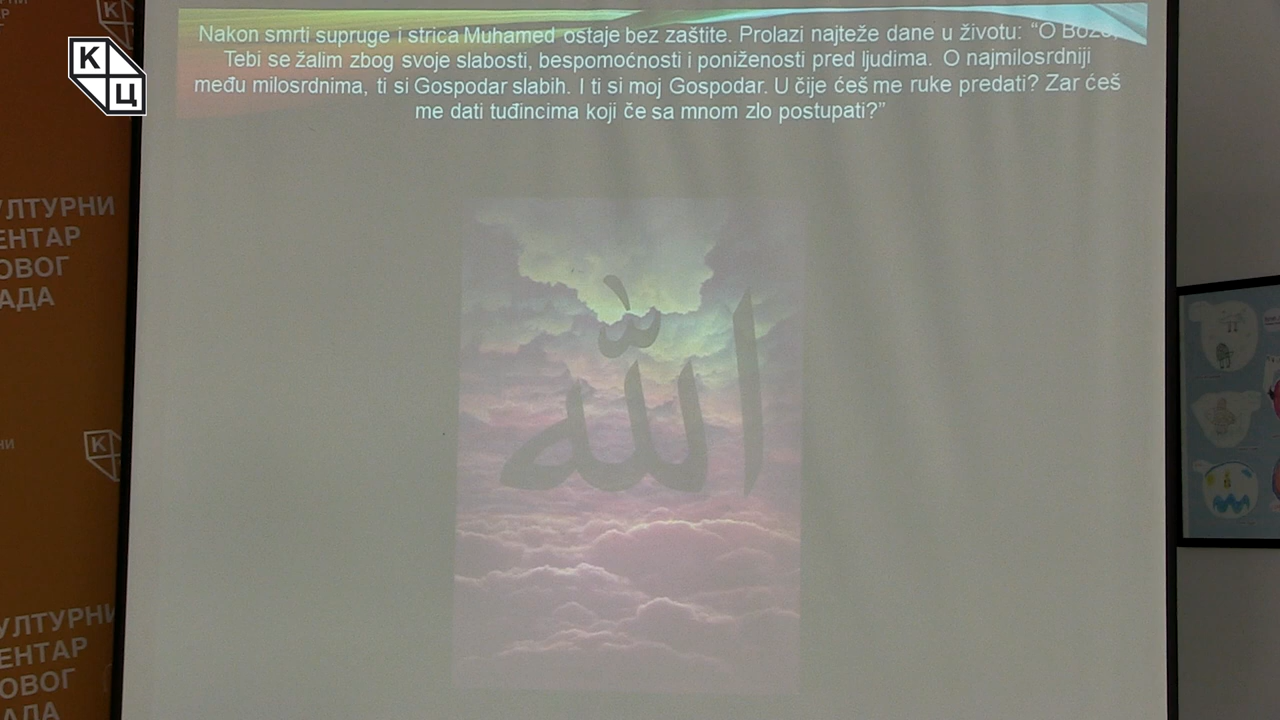 Nakon smrti supruge i strica Muhamed ostaje bez zaštite. Prolazi najteže dane u životu: “O Bože,
Tebi se žalim zbog svoje slabosti, bespomoćnosti i poniženosti pred ljudima. O najmilosrdniji
među milosrdnima, ti si Gospodar slabih. I ti si moj Gospodar. U čije ćeš me ruke predati? Zar ćeš
me dati tuđincima koji če sa mnom zlo postupati?”
الله
К
Ц
УЛТУРНИ
ЕНТАР
ОВОГ
АДА
К
УЛТУРНИ
ЕНТАР
ОВОГ
АДА